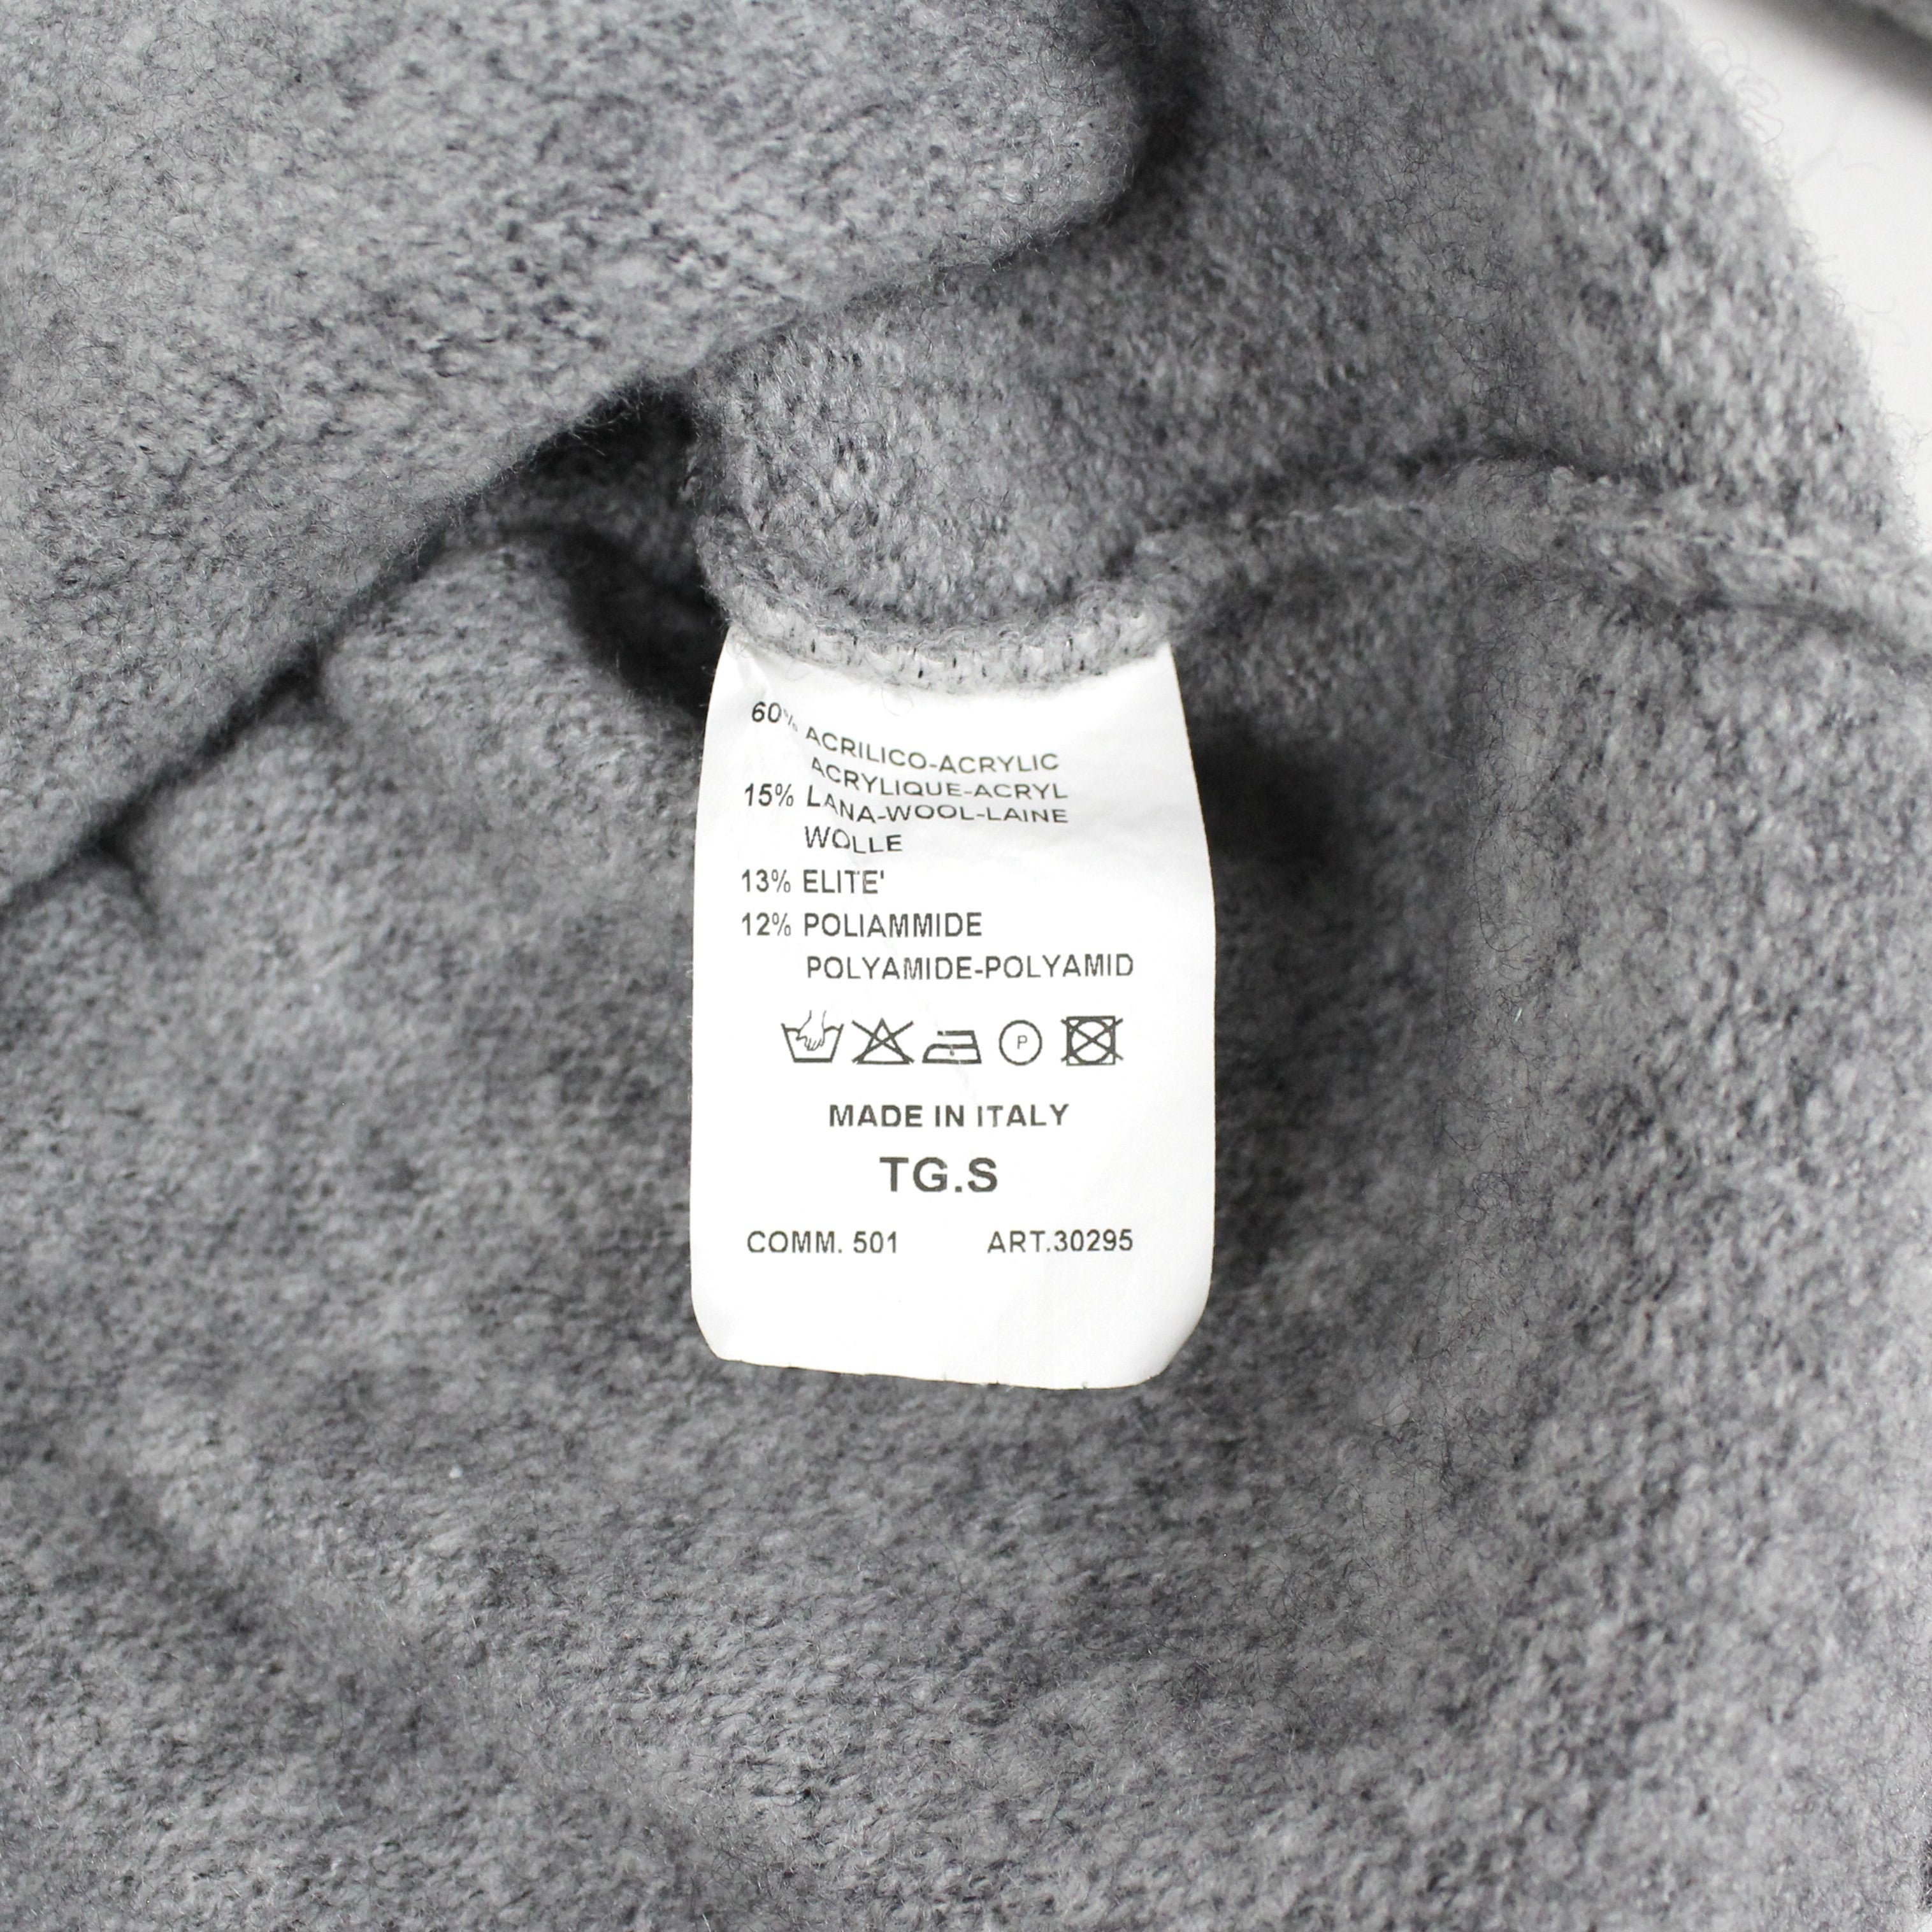 60% ACRILICO-ACRYLIC
ACRYLIQUE-ACRYL
15% LANA-WOOL-LAINE
WOLLE
13% ELITE'
12% POLIAMMIDE
POLYAMIDE-POLYAMID
P
MADE IN ITALY
TG.S
COMM. 501 ART.30295